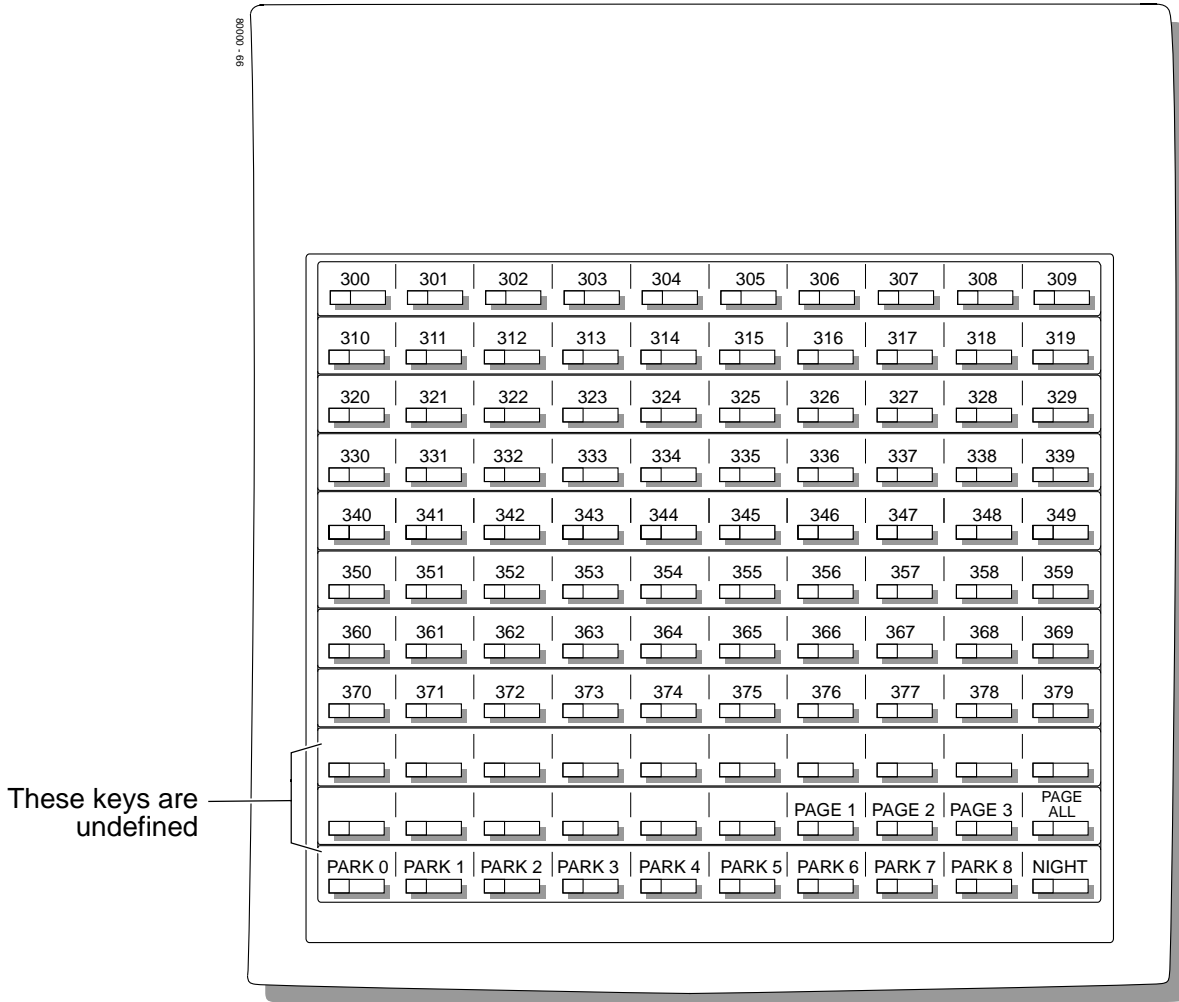 80000 - 66
300 301 302 303 304 305 306 307 308 309
310 311 312 313 314 315 316 317 318 319
320 321 322 323 324 325 326 327 328 329
330 331 332 333 334 335 336 337 338 339
340 341 342 343 344 345 346 347 348 349
350 351 352 353 354 355 356 357 358 359
360 361 362 363 364 365 366 367 368 369
370 371 372 373 374 375 376 377 378 379
These keys are
undefined
PAGE 1 PAGE 2 PAGE 3 PAGE
ALL
PARK 0 PARK 1 PARK 2 PARK 3 PARK 4 PARK 5 PARK 6 PARK 7 PARK 8 NIGHT